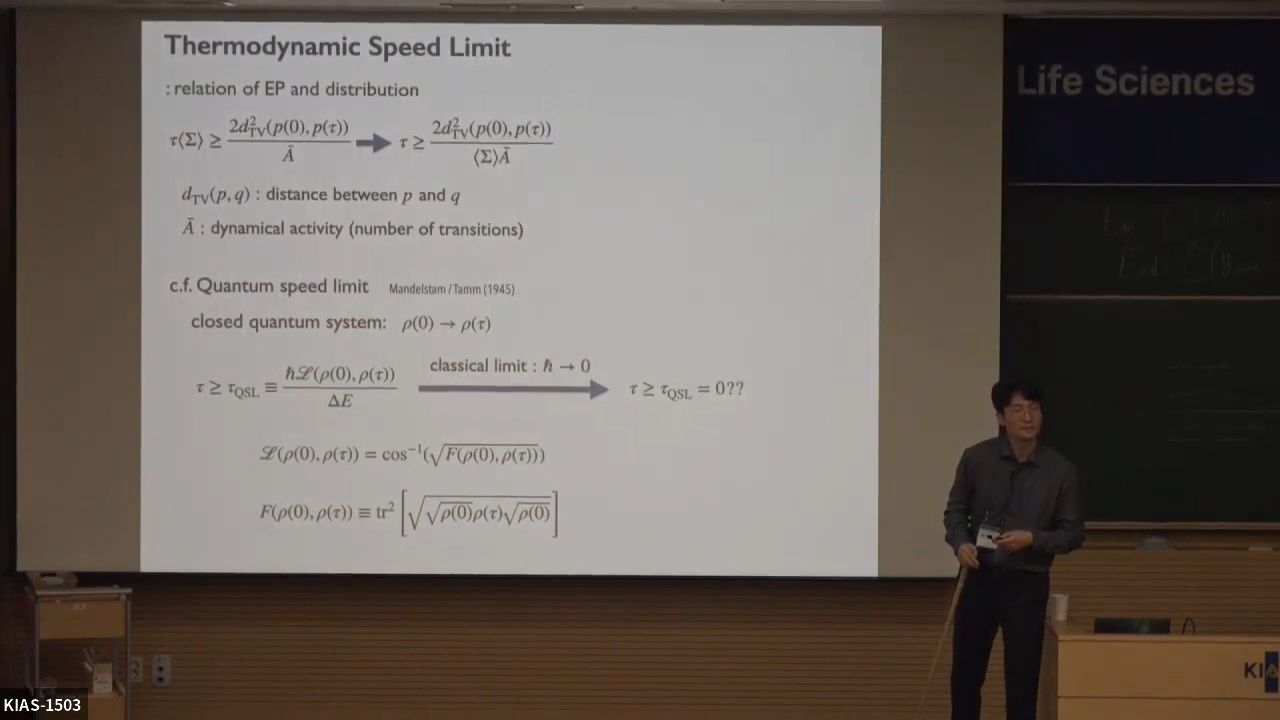 Thermodynamic Speed Limit
: relation of EP and distribution
τ⟨Σ⟩ ≥ 2d²_TV(p(0), p(τ)) / Ā → τ ≥ 2d²_TV(p(0), p(τ)) / ⟨Σ⟩Ā
d_TV(p, q) : distance between p and q
Ā : dynamical activity (number of transitions)
c.f. Quantum speed limit Mandelstam / Tamm (1945)
closed quantum system: ρ(0) → ρ(τ)
τ ≥ τ_QSL ≡ ℏℒ(ρ(0), ρ(τ)) / ΔE classical limit : ℏ → 0 τ ≥ τ_QSL = 0??
ℒ(ρ(0), ρ(τ)) = cos⁻¹(√F(ρ(0), ρ(τ)))
F(ρ(0), ρ(τ)) ≡ tr² [√(√ρ(0)ρ(τ)√ρ(0))]
Life Sciences
KI
KIAS-1503